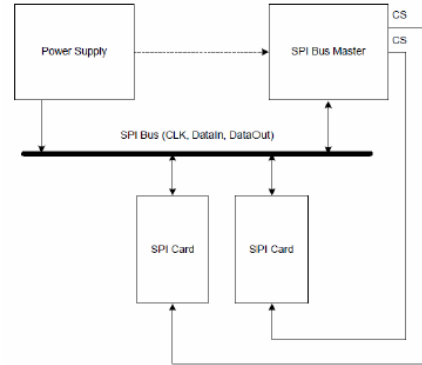 CS
CS
Power Supply
SPI Bus Master
SPI Bus (CLK, DataIn, DataOut)
SPI Card
SPI Card